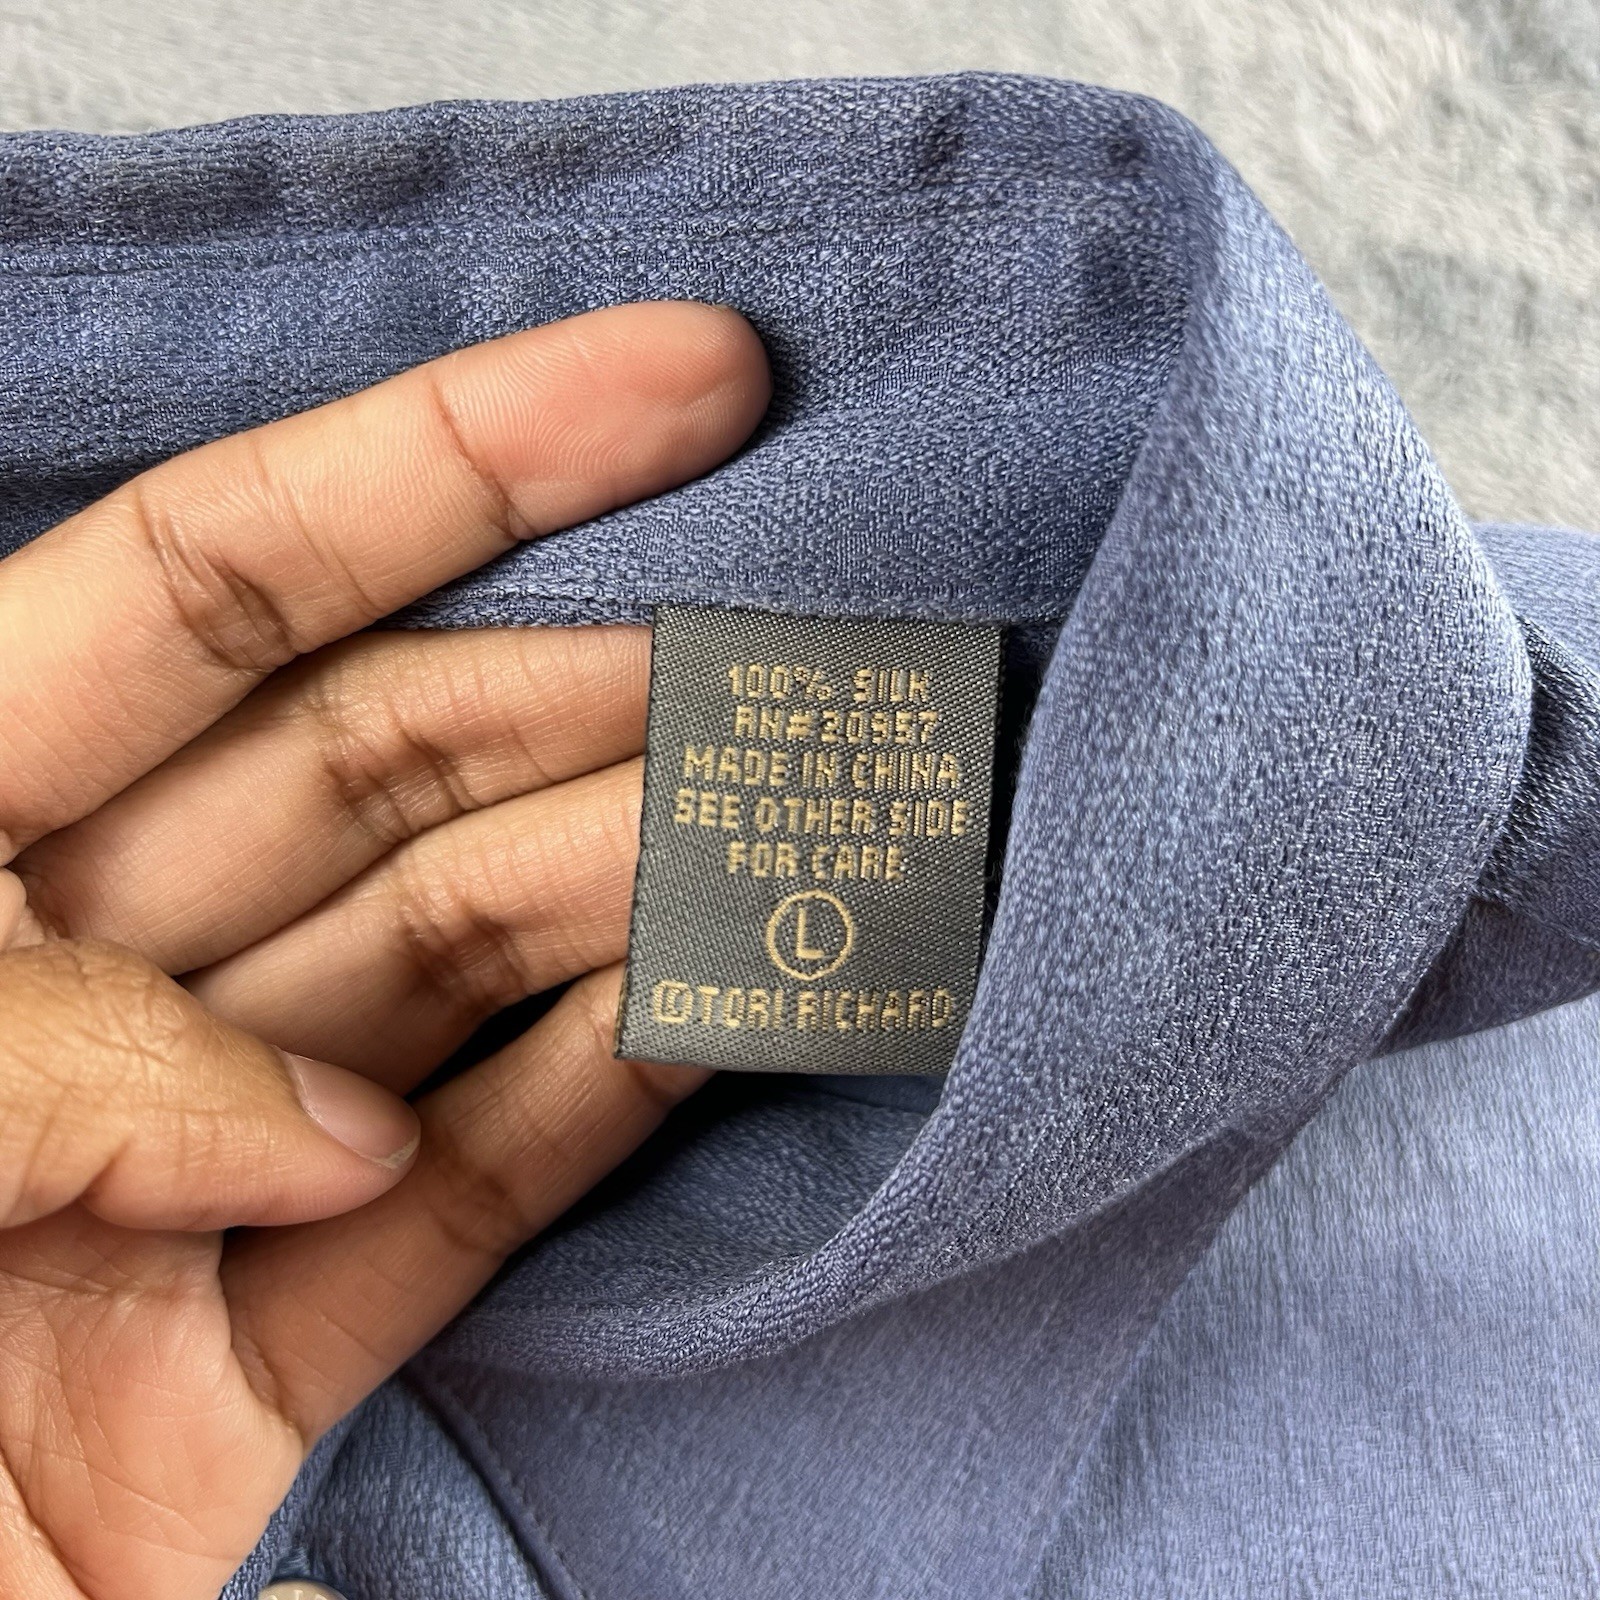 100% SILK
RN#20957
MADE IN CHINA
SEE OTHER SIDE
FOR CARE
L
©TORI RICHARD